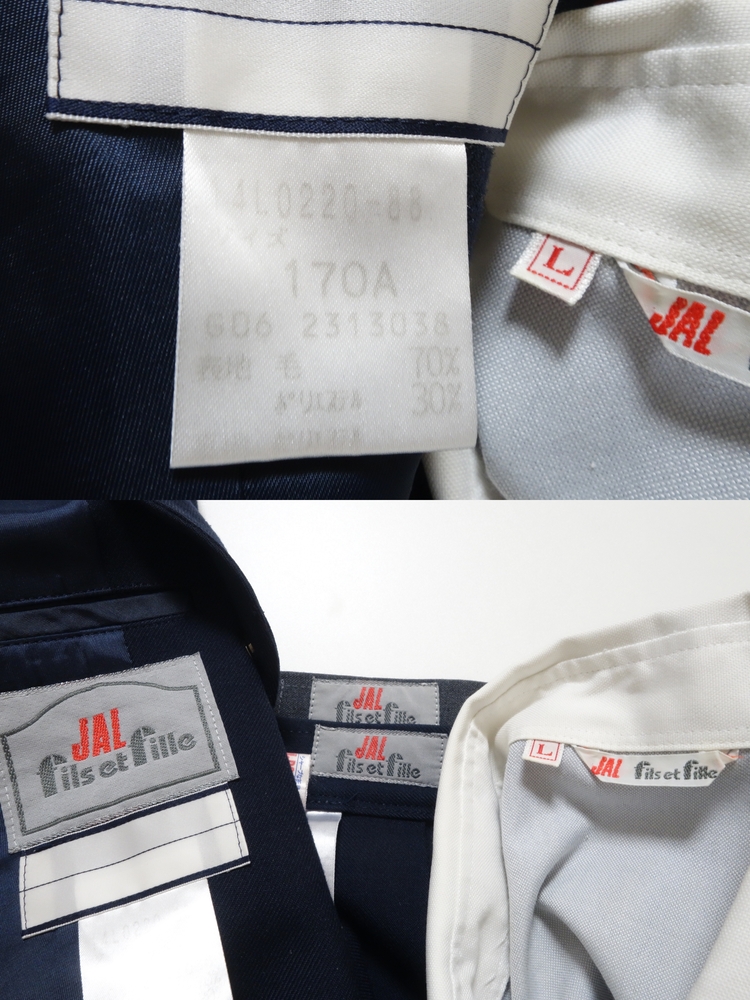 4L0220-88
サイズ
170A
GD6 2313038
表地 毛 70%
ポリエステル 30%
L
JAL
JAL
fils et fille
JAL
fils et fille
JAL
fils et fille
L
JAL fils et fille